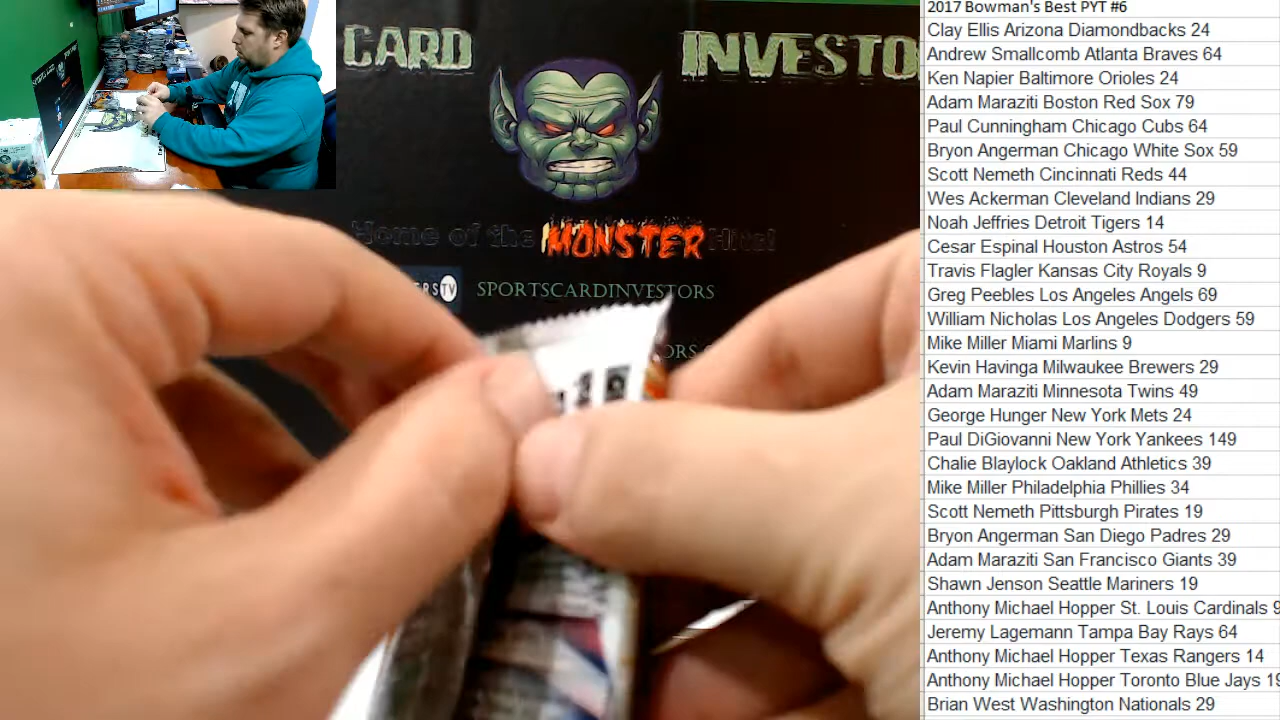 CARD INVESTO
Home of the MONSTER Hits!
RSTV SPORTSCARDINVESTORS
ORS
2017 Bowman's Best PYT #6
Clay Ellis Arizona Diamondbacks 24
Andrew Smallcomb Atlanta Braves 64
Ken Napier Baltimore Orioles 24
Adam Maraziti Boston Red Sox 79
Paul Cunningham Chicago Cubs 64
Bryon Angerman Chicago White Sox 59
Scott Nemeth Cincinnati Reds 44
Wes Ackerman Cleveland Indians 29
Noah Jeffries Detroit Tigers 14
Cesar Espinal Houston Astros 54
Travis Flagler Kansas City Royals 9
Greg Peebles Los Angeles Angels 69
William Nicholas Los Angeles Dodgers 59
Mike Miller Miami Marlins 9
Kevin Havinga Milwaukee Brewers 29
Adam Maraziti Minnesota Twins 49
George Hunger New York Mets 24
Paul DiGiovanni New York Yankees 149
Chalie Blaylock Oakland Athletics 39
Mike Miller Philadelphia Phillies 34
Scott Nemeth Pittsburgh Pirates 19
Bryon Angerman San Diego Padres 29
Adam Maraziti San Francisco Giants 39
Shawn Jenson Seattle Mariners 19
Anthony Michael Hopper St. Louis Cardinals 9
Jeremy Lagemann Tampa Bay Rays 64
Anthony Michael Hopper Texas Rangers 14
Anthony Michael Hopper Toronto Blue Jays 19
Brian West Washington Nationals 29